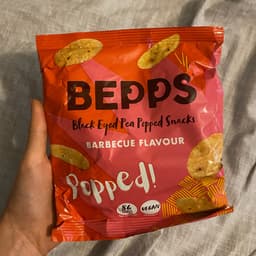 BEPPS
Black Eyed Pea Popped Snacks
BARBECUE FLAVOUR
Popped!
VEGAN